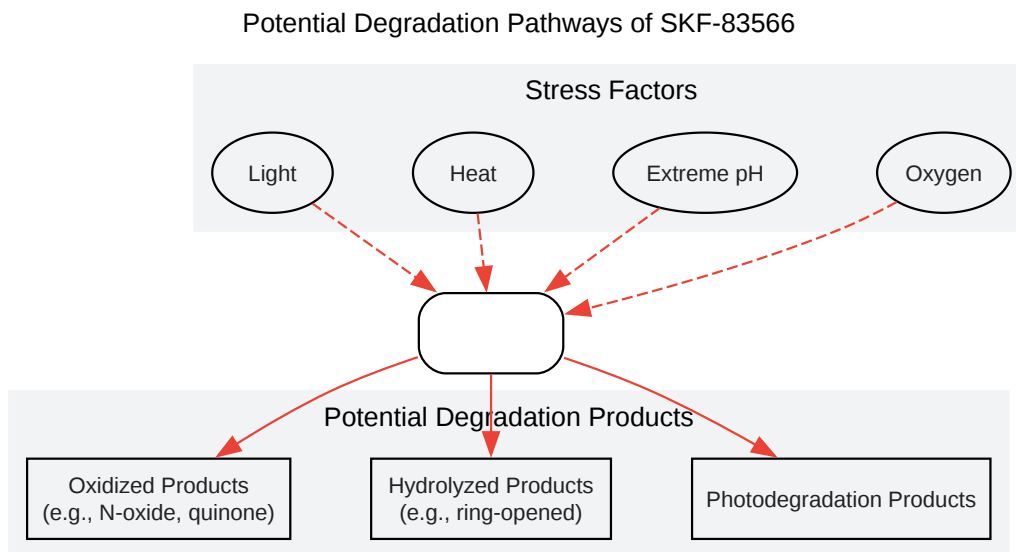 Potential Degradation Pathways of SKF-83566
Stress Factors
Light
Heat
Extreme pH
Oxygen
Potential Degradation Products
Oxidized Products
(e.g., N-oxide, quinone)
Hydrolyzed Products
(e.g., ring-opened)
Photodegradation Products